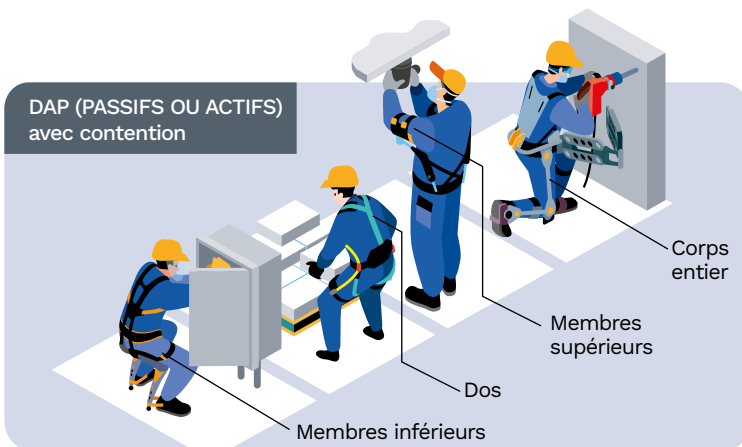 DAP (PASSIFS OU ACTIFS)
avec contention
Corps
entier
Membres
supérieurs
Dos
Membres inférieurs